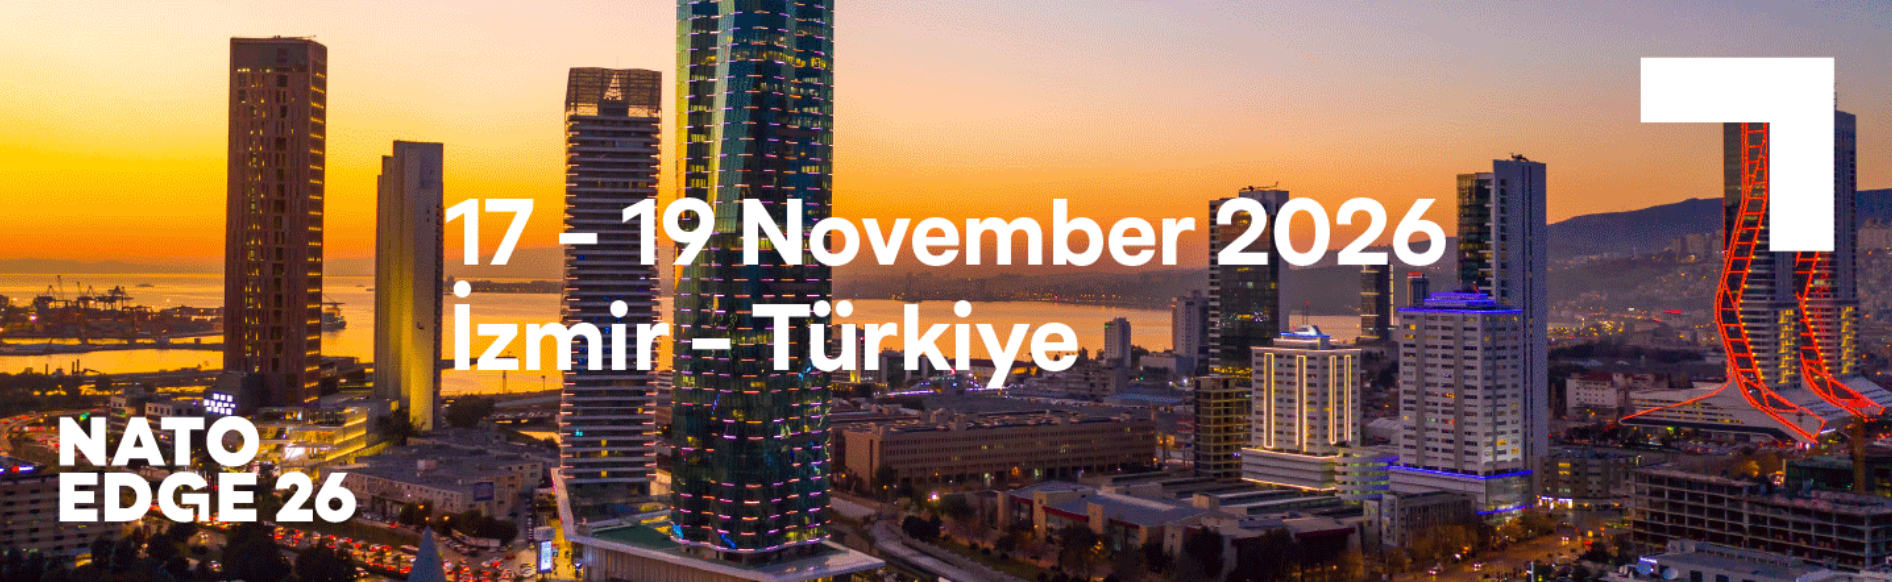 17 – 19 November 2026
İzmir – Türkiye
NATO
EDGE 26